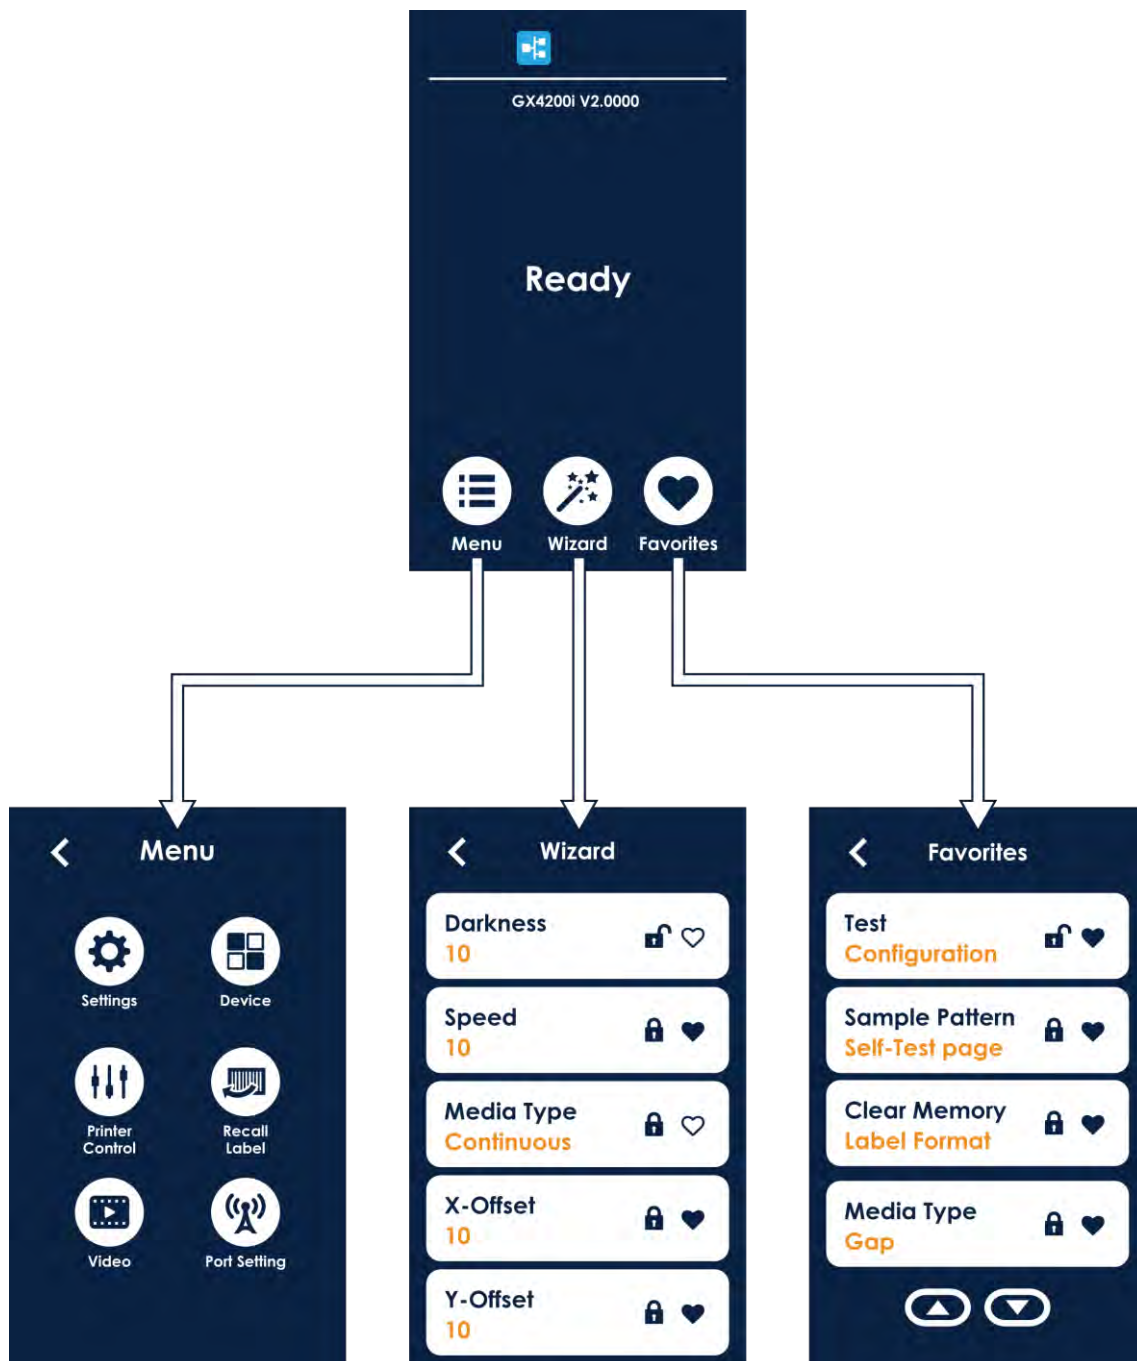 GX4200i V2.0000
Ready
Menu
Wizard
Favorites
Menu
Settings
Device
Printer
Control
Recall
Label
Video
Port Setting
Wizard
Darkness
10
Speed
10
Media Type
Continuous
X-Offset
10
Y-Offset
10
Favorites
Test
Configuration
Sample Pattern
Self-Test page
Clear Memory
Label Format
Media Type
Gap